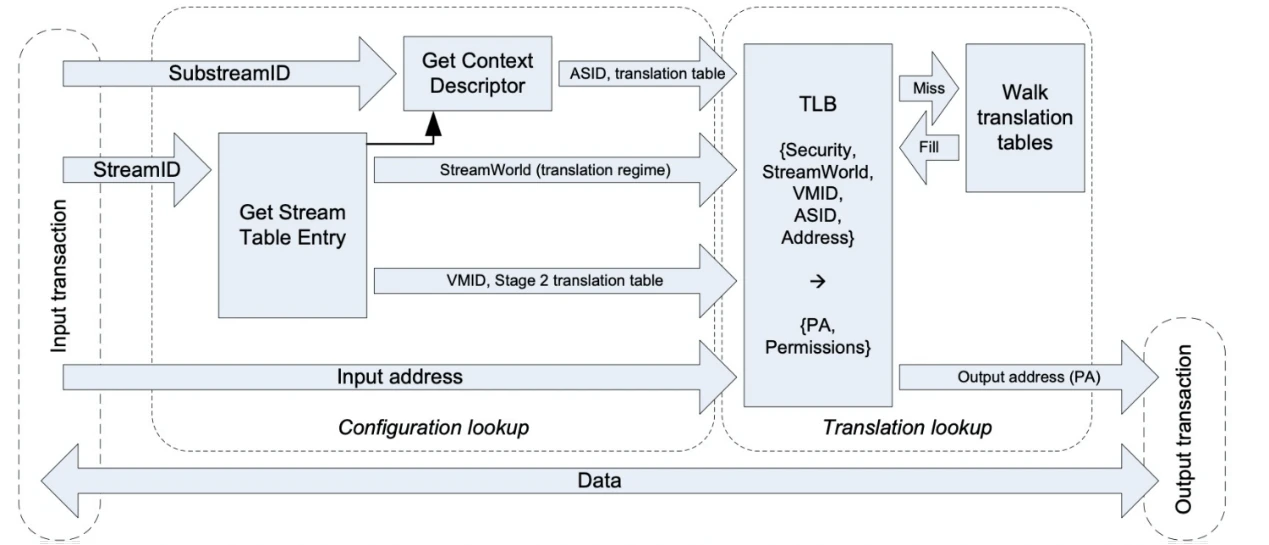 SubstreamID
Get Context
Descriptor
ASID, translation table
StreamID
Get Stream
Table Entry
StreamWorld (translation regime)
VMID, Stage 2 translation table
Input transaction
Input address
Configuration lookup
TLB
{Security,
StreamWorld,
VMID,
ASID,
Address}
→
{PA,
Permissions}
Miss
Fill
Walk
translation
tables
Output address (PA)
Translation lookup
Data
Output transaction